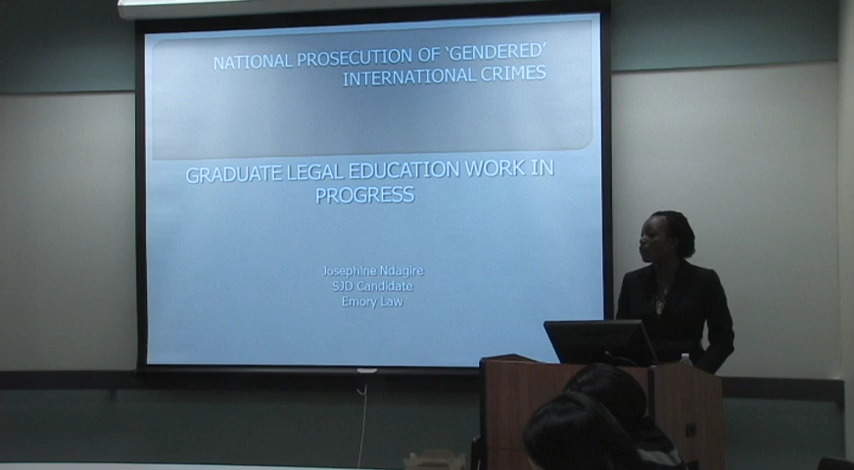 NATIONAL PROSECUTION OF ‘GENDERED’
INTERNATIONAL CRIMES
GRADUATE LEGAL EDUCATION WORK IN
PROGRESS
Josephine Ndagire
SJD Candidate
Emory Law